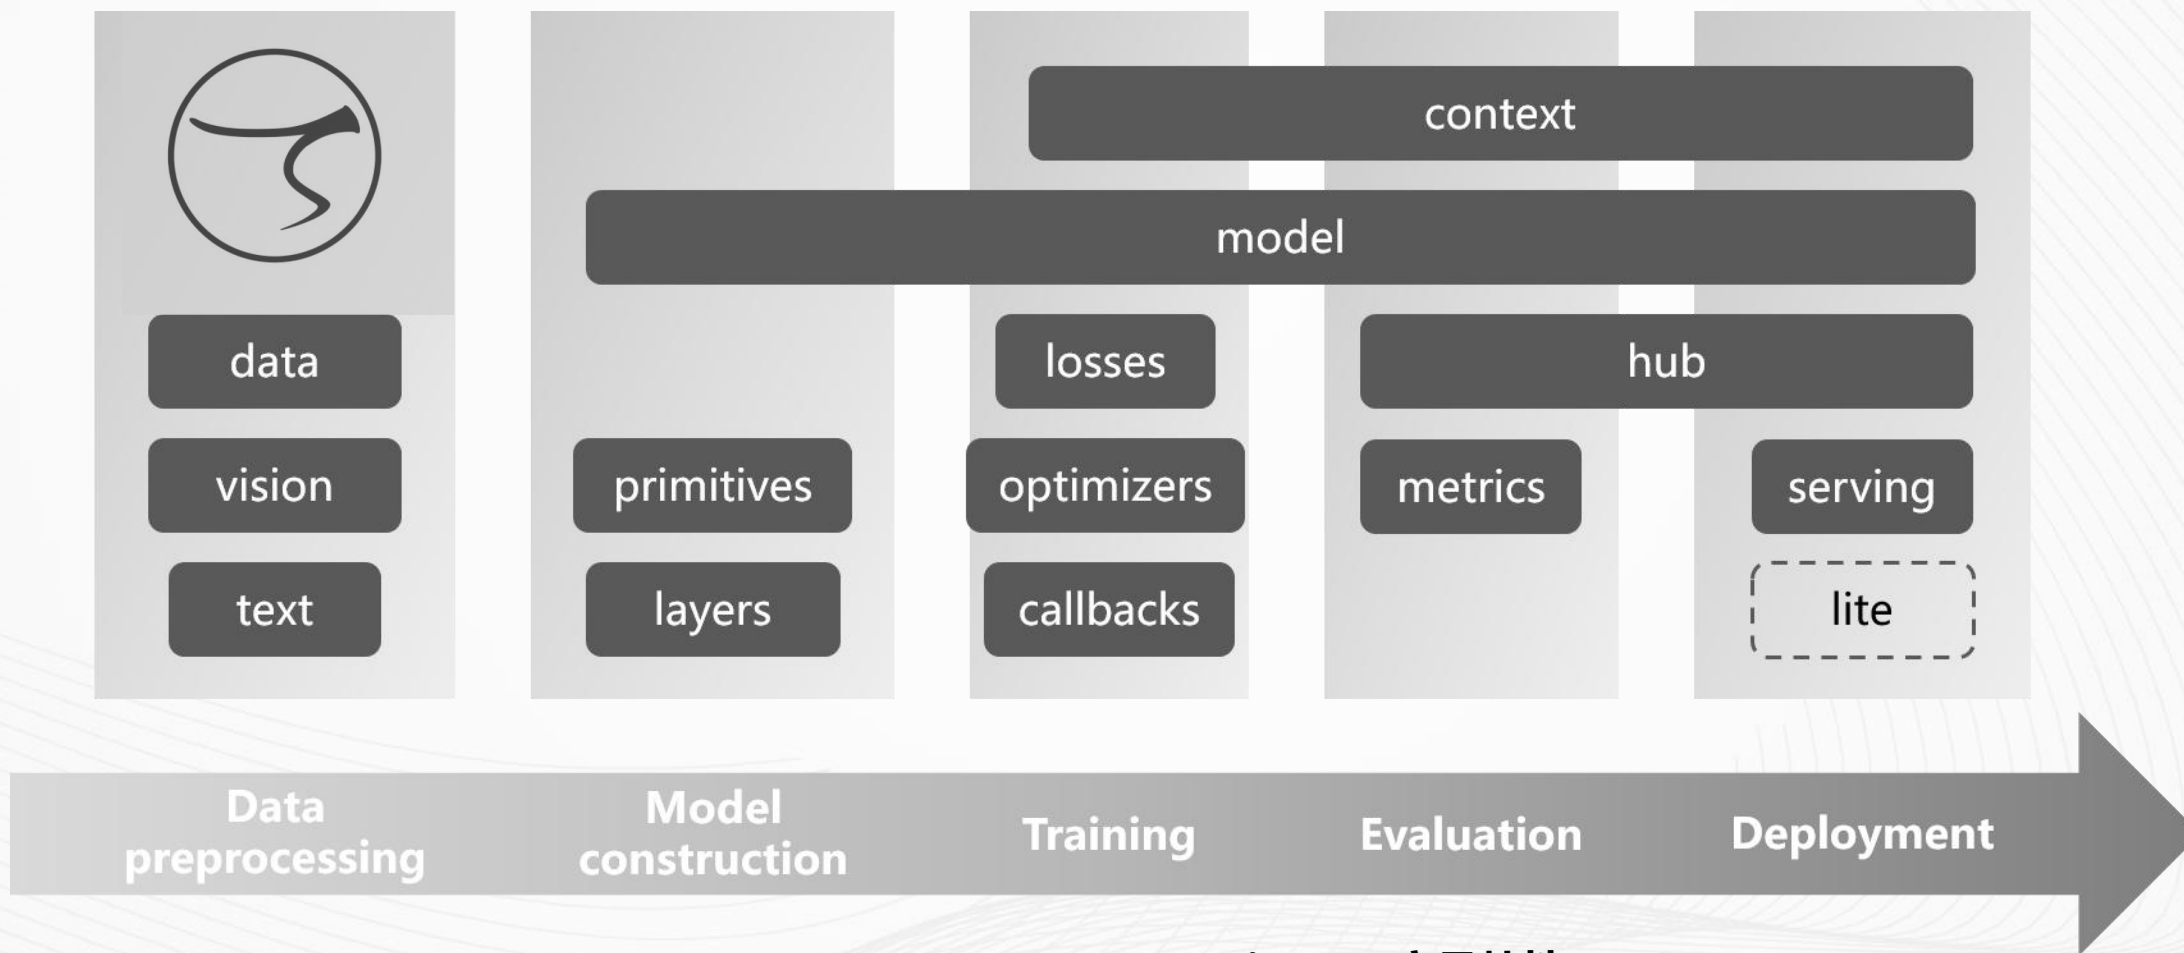 context
model
data
losses
hub
vision
primitives
optimizers
metrics
serving
text
layers
callbacks
lite
Data
preprocessing
Model
construction
Training
Evaluation
Deployment